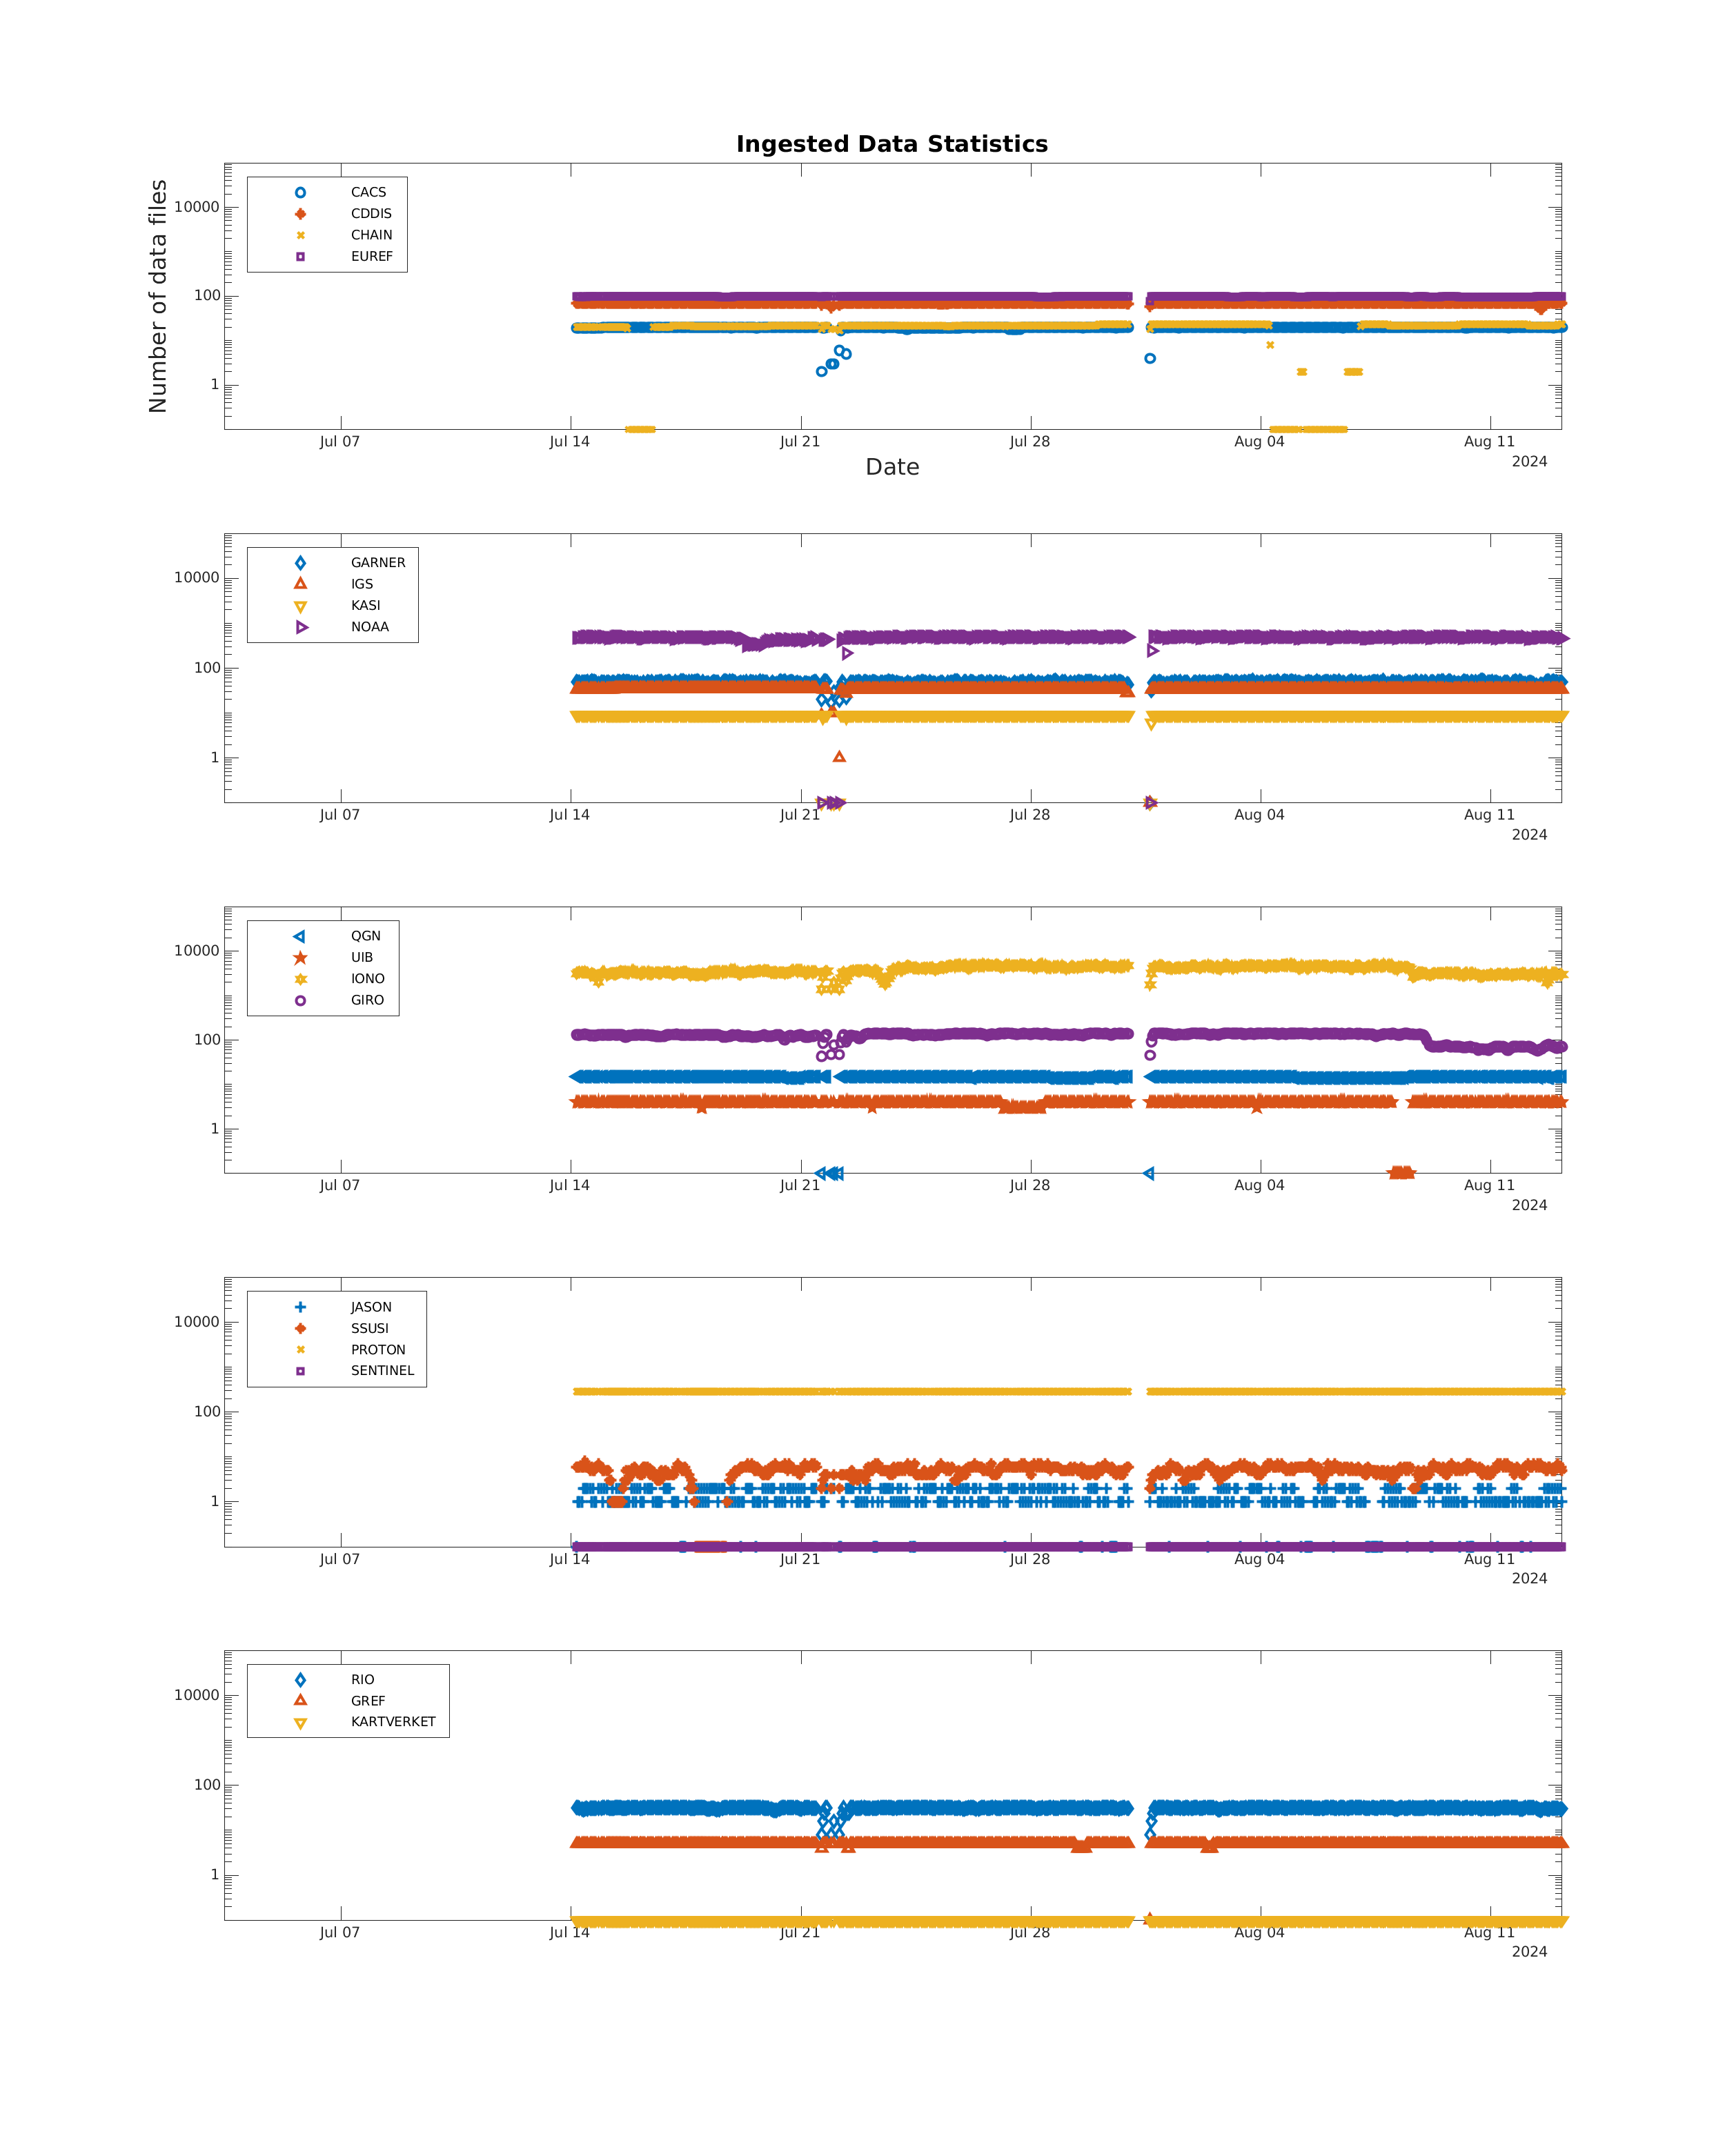 Ingested Data Statistics
Number of data files
CACS
CDDIS
CHAIN
EUREF
10000
100
1
Jul 07 Jul 14 Jul 21 Jul 28 Aug 04 Aug 11
2024
Date
GARNER
IGS
KASI
NOAA
10000
100
1
Jul 07 Jul 14 Jul 21 Jul 28 Aug 04 Aug 11
2024
QGN
UIB
IONO
GIRO
10000
100
1
Jul 07 Jul 14 Jul 21 Jul 28 Aug 04 Aug 11
2024
JASON
SSUSI
PROTON
SENTINEL
10000
100
1
Jul 07 Jul 14 Jul 21 Jul 28 Aug 04 Aug 11
2024
RIO
GREF
KARTVERKET
10000
100
1
Jul 07 Jul 14 Jul 21 Jul 28 Aug 04 Aug 11
2024